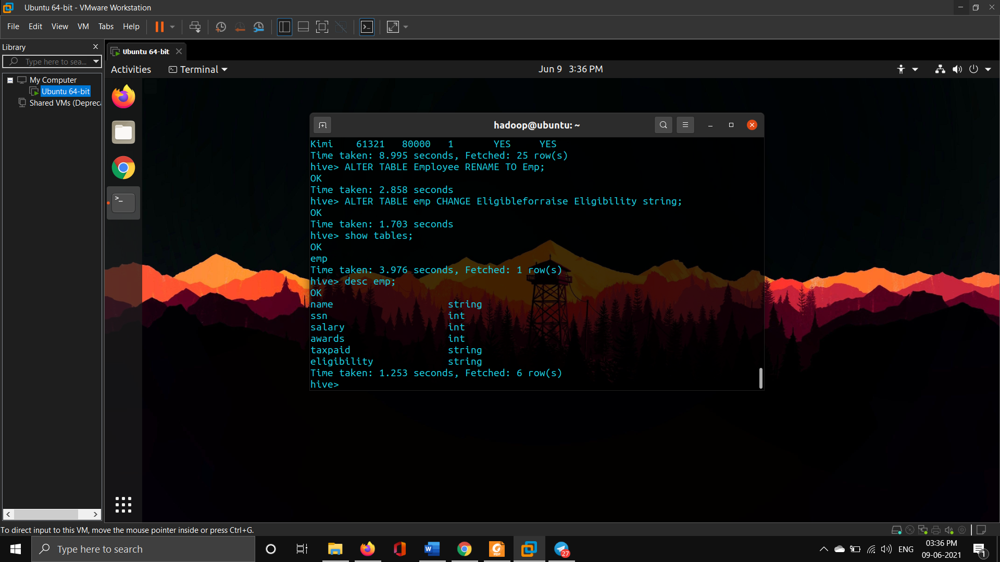 Ubuntu 64-bit - VMware Workstation
File Edit View VM Tabs Help
Library
Type here to sea...
My Computer
Ubuntu 64-bit
Shared VMs (Depreca
Ubuntu 64-bit
Activities Terminal Jun 9 3:36 PM
hadoop@ubuntu: ~
Kimi 61321 80000 1 YES YES
Time taken: 8.995 seconds, Fetched: 25 row(s)
hive> ALTER TABLE Employee RENAME TO Emp;
OK
Time taken: 2.858 seconds
hive> ALTER TABLE emp CHANGE Eligibleforraise Eligibility string;
OK
Time taken: 1.703 seconds
hive> show tables;
OK
emp
Time taken: 3.976 seconds, Fetched: 1 row(s)
hive> desc emp;
OK
name string
ssn int
salary int
awards int
taxpaid string
eligibility string
Time taken: 1.253 seconds, Fetched: 6 row(s)
hive>
To direct input to this VM, move the mouse pointer inside or press Ctrl+G.
Type here to search
W
PDF
27
ENG
03:36 PM
09-06-2021
1